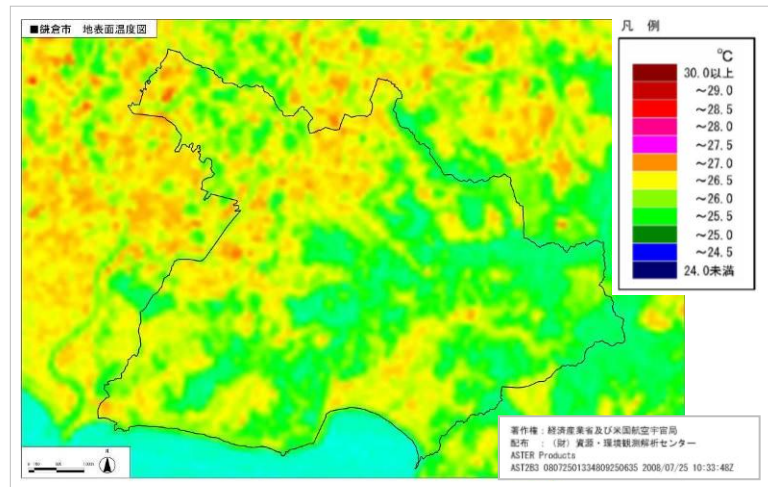 ■鎌倉市 地表面温度図
凡 例
℃
30.0以上
～29.0
～28.5
～28.0
～27.5
～27.0
～26.5
～26.0
～25.5
～25.0
～24.5
24.0未満
著作権：経済産業省及び米国航空宇宙局
配布 ：（財）資源・環境観測解析センター
ASTER Products
AST2B3 080725013348092506​35 2008/07/25 10:33:48Z